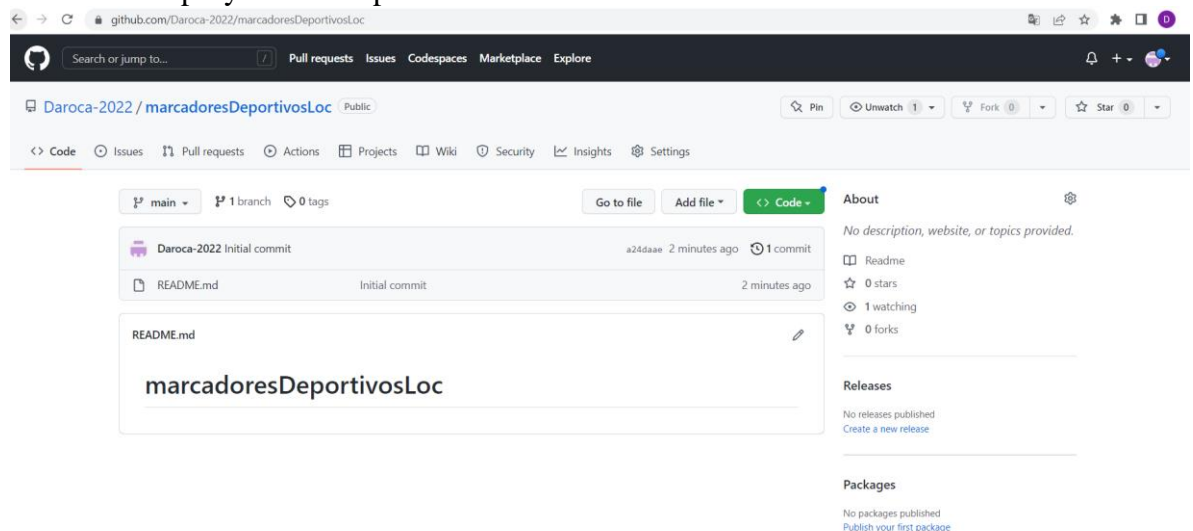 github.com/Daroca-2022/marcadoresDeportivosLoc
D
Search or jump to...
/
Pull requests Issues Codespaces Marketplace Explore
Daroca-2022 / marcadoresDeportivosLoc Public
Pin
Unwatch 1
Fork 0
Star 0
<> Code
Issues
Pull requests
Actions
Projects
Wiki
Security
Insights
Settings
main
1 branch
0 tags
Go to file
Add file
<> Code
Daroca-2022 Initial commit
a24daae 2 minutes ago
1 commit
README.md
Initial commit
2 minutes ago
README.md
marcadoresDeportivosLoc
About
No description, website, or topics provided.
Readme
0 stars
1 watching
0 forks
Releases
No releases published
Create a new release
Packages
No packages published
Publish your first package